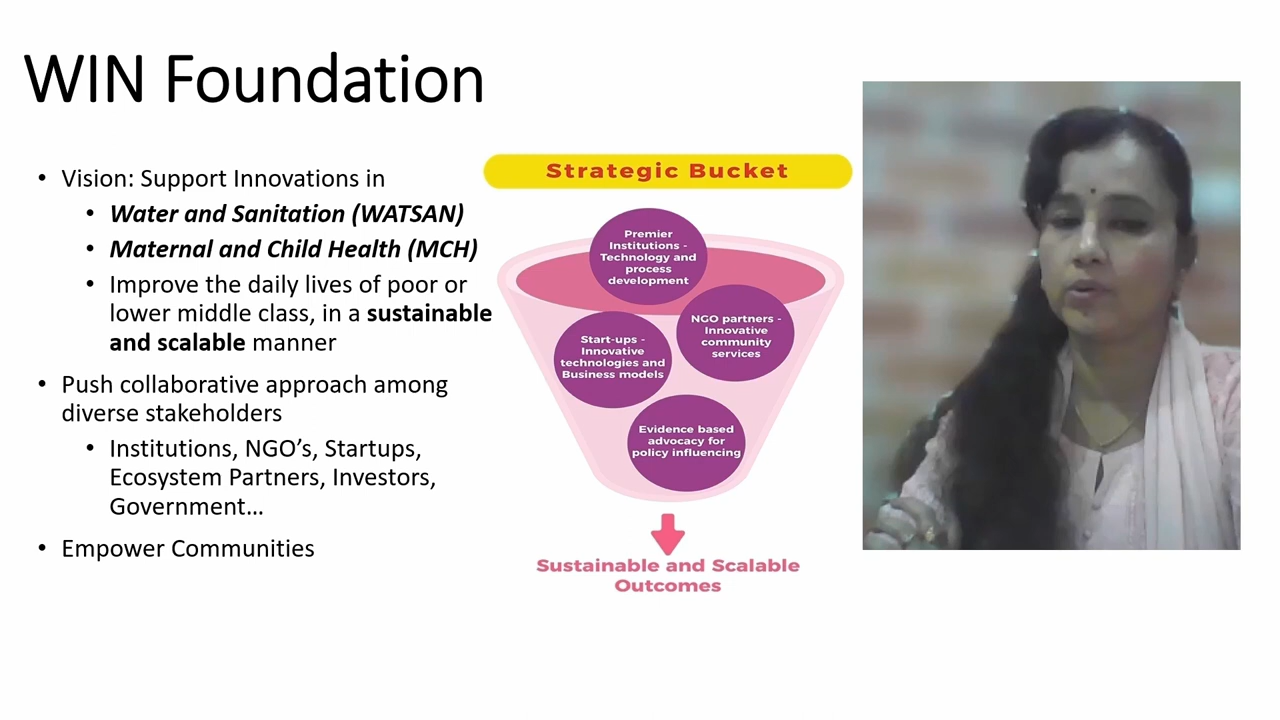 WIN Foundation
• Vision: Support Innovations in
• Water and Sanitation (WATSAN)
• Maternal and Child Health (MCH)
• Improve the daily lives of poor or
lower middle class, in a sustainable
and scalable manner
• Push collaborative approach among
diverse stakeholders
• Institutions, NGO’s, Startups,
Ecosystem Partners, Investors,
Government…
• Empower Communities
Strategic Bucket
Premier
Institutions -
Technology and
process
development
NGO partners -
Innovative
community
services
Start-ups -
Innovative
technologies and
Business models
Evidence based
advocacy for
policy influencing
Sustainable and Scalable
Outcomes